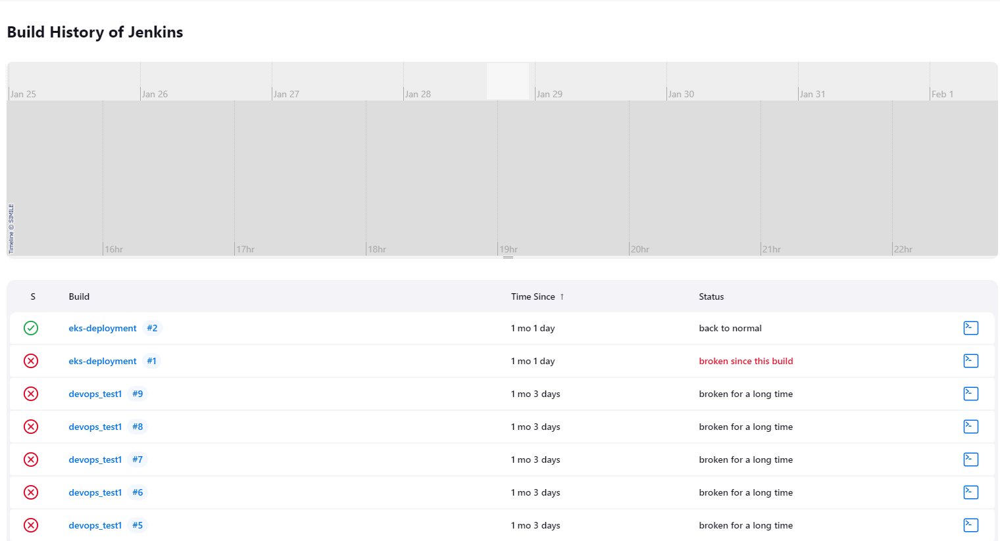 Build History of Jenkins
Jan 25 Jan 26 Jan 27 Jan 28 Jan 29 Jan 30 Jan 31 Feb 1
Timeline © SIMILE
16hr 17hr 18hr 19hr 20hr 21hr 22hr
S Build Time Since ↑ Status
eks-deployment #2 1 mo 1 day back to normal
eks-deployment #1 1 mo 1 day broken since this build
devops_test1 #9 1 mo 3 days broken for a long time
devops_test1 #8 1 mo 3 days broken for a long time
devops_test1 #7 1 mo 3 days broken for a long time
devops_test1 #6 1 mo 3 days broken for a long time
devops_test1 #5 1 mo 3 days broken for a long time